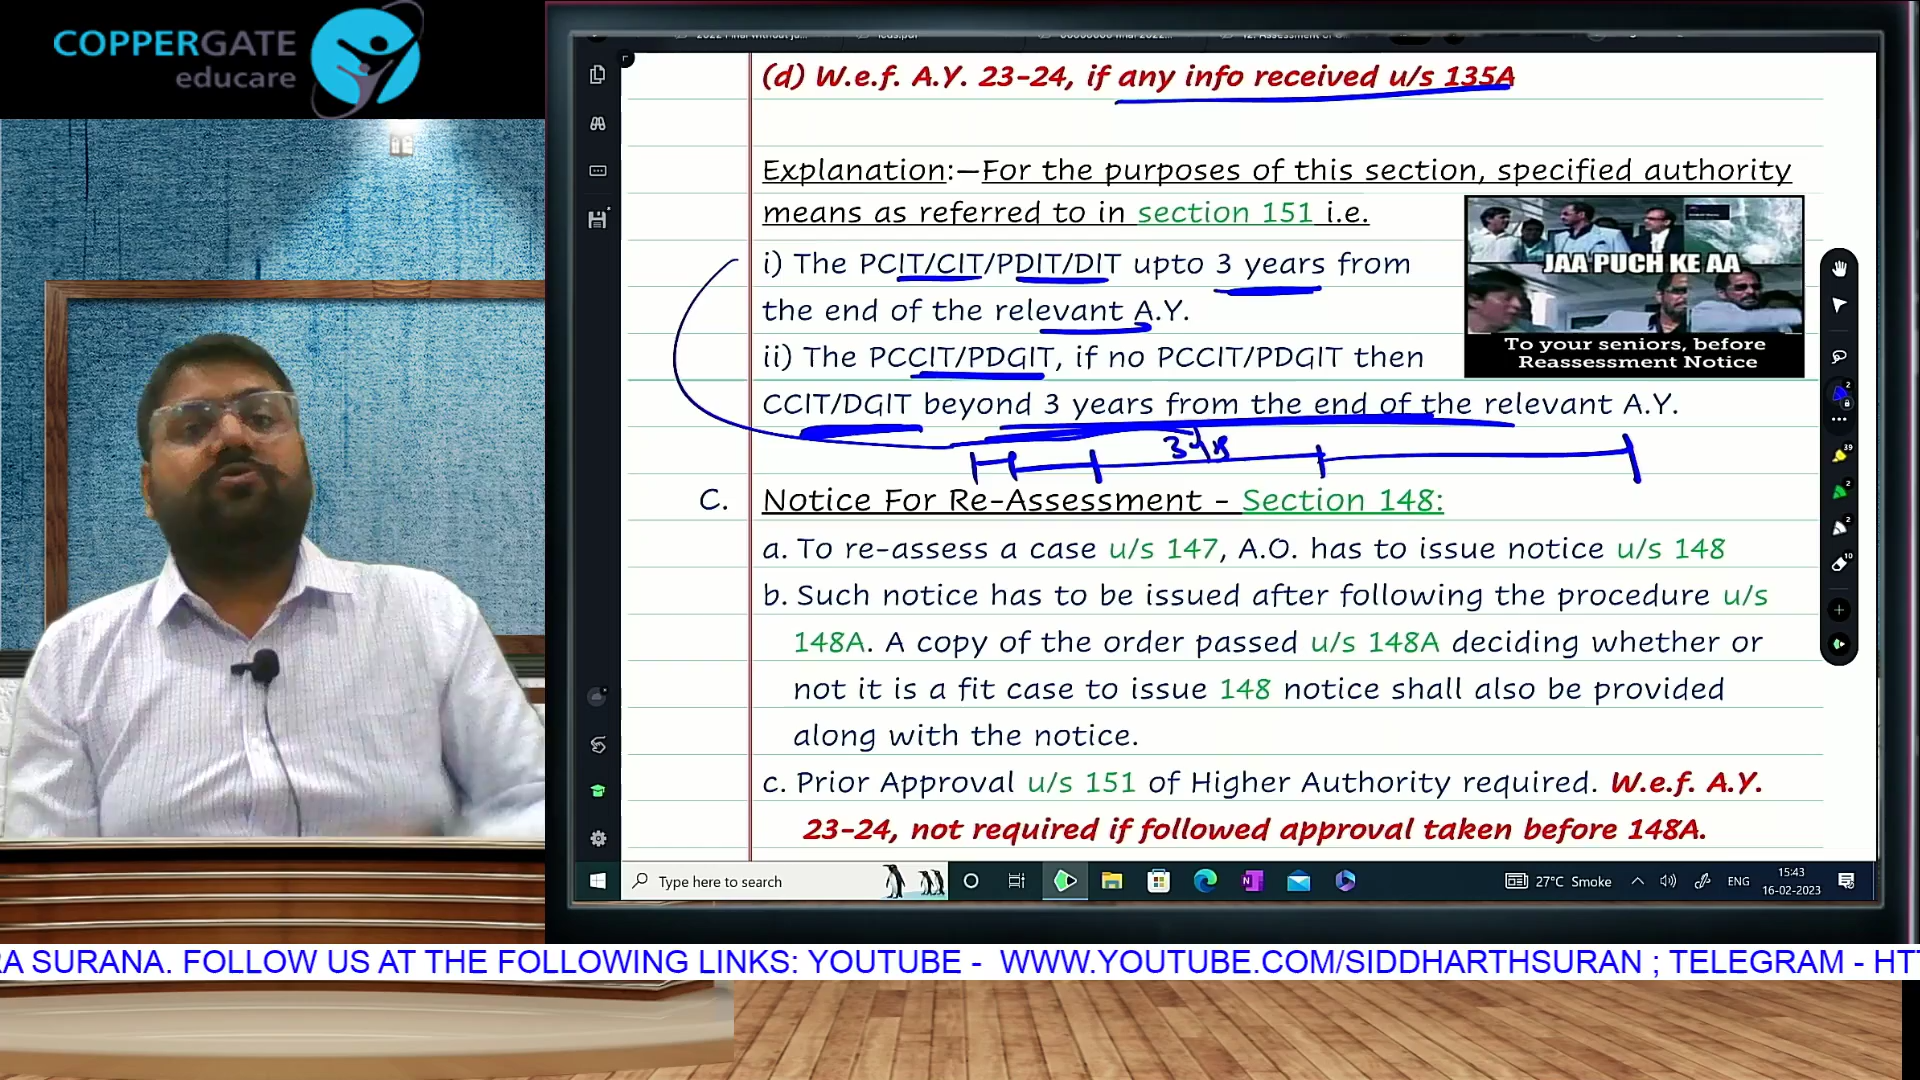 COPPERGATE
educare
(d) W.e.f. A.Y. 23-24, if any info received u/s 135A
Explanation:—For the purposes of this section, specified authority
means as referred to in section 151 i.e.
i) The PCIT/CIT/PDIT/DIT upto 3 years from
the end of the relevant A.Y.
ii) The PCCIT/PDGIT, if no PCCIT/PDGIT then
CCIT/DGIT beyond 3 years from the end of the relevant A.Y.
JAA PUCH KE AA
To your seniors, before
Reassessment Notice
C. Notice For Re-Assessment - Section 148:
a. To re-assess a case u/s 147, A.O. has to issue notice u/s 148
b. Such notice has to be issued after following the procedure u/s
148A. A copy of the order passed u/s 148A deciding whether or
not it is a fit case to issue 148 notice shall also be provided
along with the notice.
c. Prior Approval u/s 151 of Higher Authority required. W.e.f. A.Y.
23-24, not required if followed approval taken before 148A.
Type here to search
27°C Smoke
ENG
15:43
16-02-2023
RA SURANA. FOLLOW US AT THE FOLLOWING LINKS: YOUTUBE - WWW.YOUTUBE.COM/SIDDHARTHSURAN ; TELEGRAM - HTT